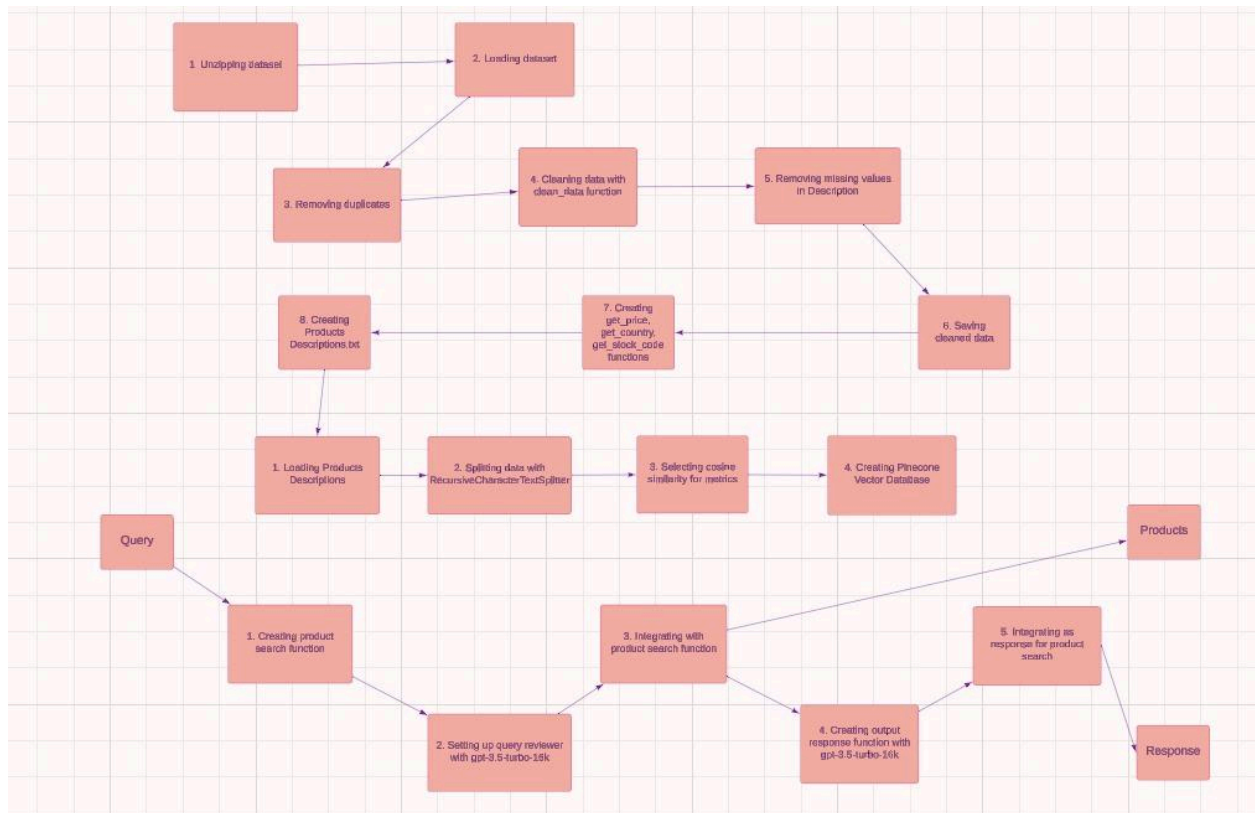 1. Unzipping dataset
2. Loading dataset
3. Removing duplicates
4. Cleaning data with
clean_data function
5. Removing missing values
in Description
8. Creating
Products
Descriptions.txt
7. Creating
get_price,
get_country,
get_stock_code
functions
6. Saving
cleaned data
1. Loading Products
Descriptions
2. Splitting data with
RecursiveCharacterTextSplitter
3. Selecting cosine
similarity for metrics
4. Creating Pinecone
Vector Database
Query
Products
1. Creating product
search function
3. Integrating with
product search function
5. Integrating as
response for product
search
2. Setting up query reviewer
with gpt-3.5-turbo-16k
4. Creating output
response function with
gpt-3.5-turbo-16k
Response